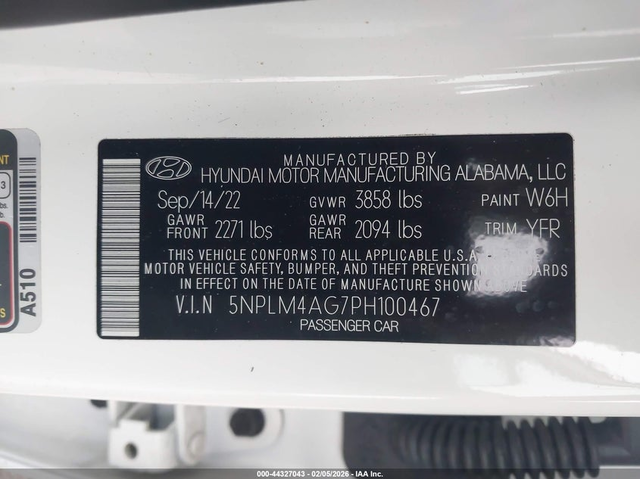 MANUFACTURED BY
HYUNDAI MOTOR MANUFACTURING ALABAMA, LLC
Sep/14/22 GVWR 3858 lbs PAINT W6H
GAWR FRONT 2271 lbs GAWR REAR 2094 lbs TRIM YFR
THIS VEHICLE CONFORMS TO ALL APPLICABLE U.S.A.
MOTOR VEHICLE SAFETY, BUMPER, AND THEFT PREVENTION STANDARDS
IN EFFECT ON THE DATE OF MANUFACTURE SHOWN ABOVE
V.I.N 5NPLM4AG7PH100467
PASSENGER CAR
A510
000-44327043 | 02/05/2026 | IAA Inc.